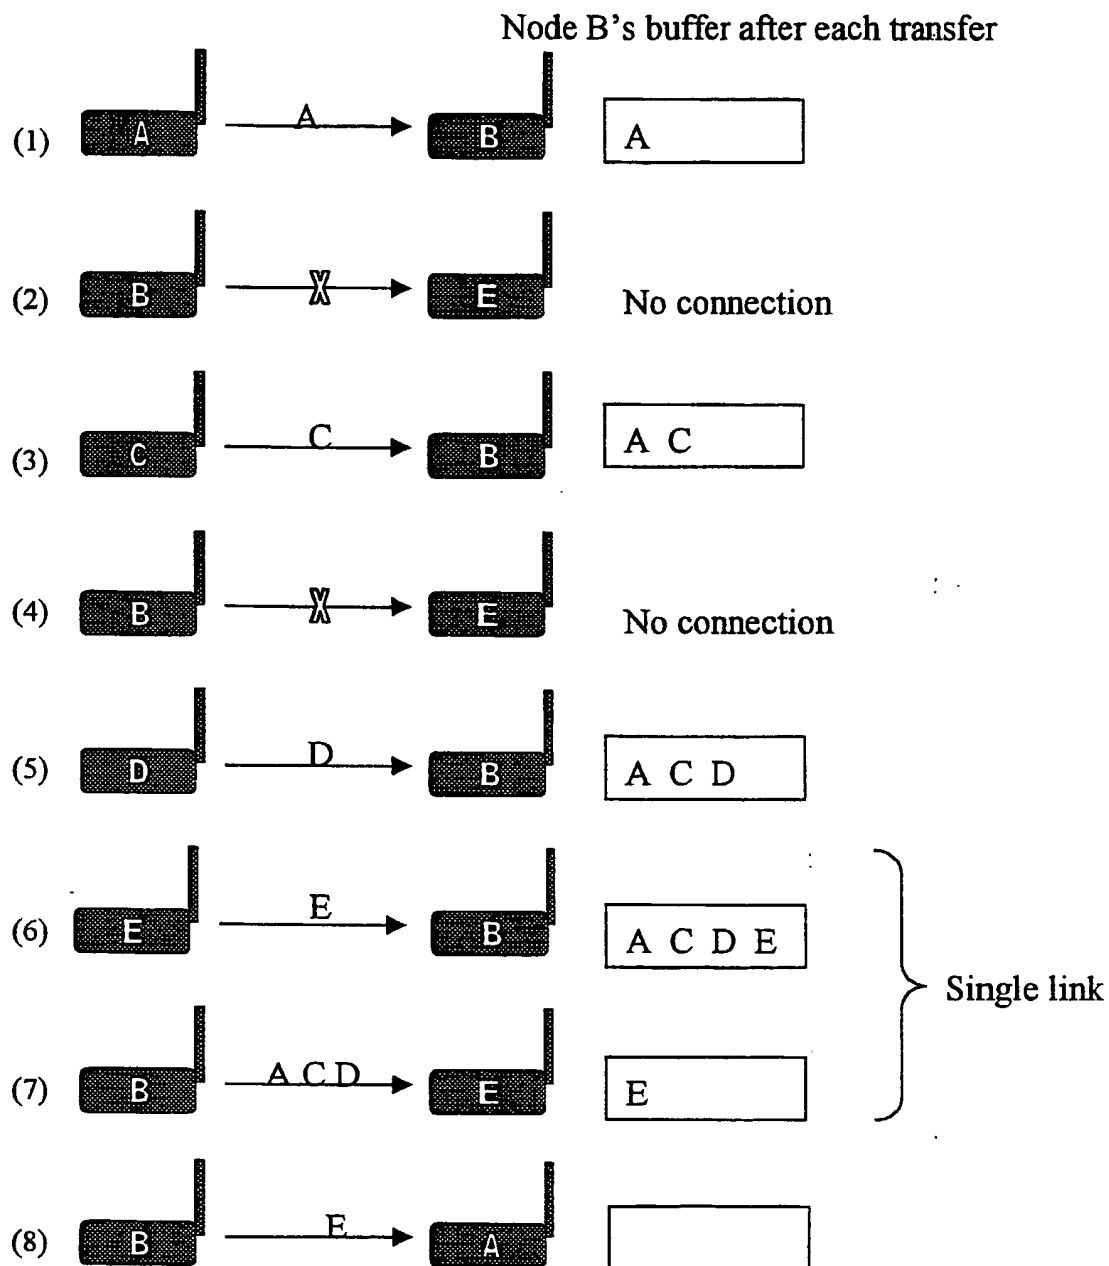 Node B's buffer after each transfer
(1) A A B A
(2) B X E No connection
(3) C C B A C
(4) B X E No connection
(5) D D B A C D
(6) E E B A C D E
Single link
(7) B A C D E E
(8) B E A